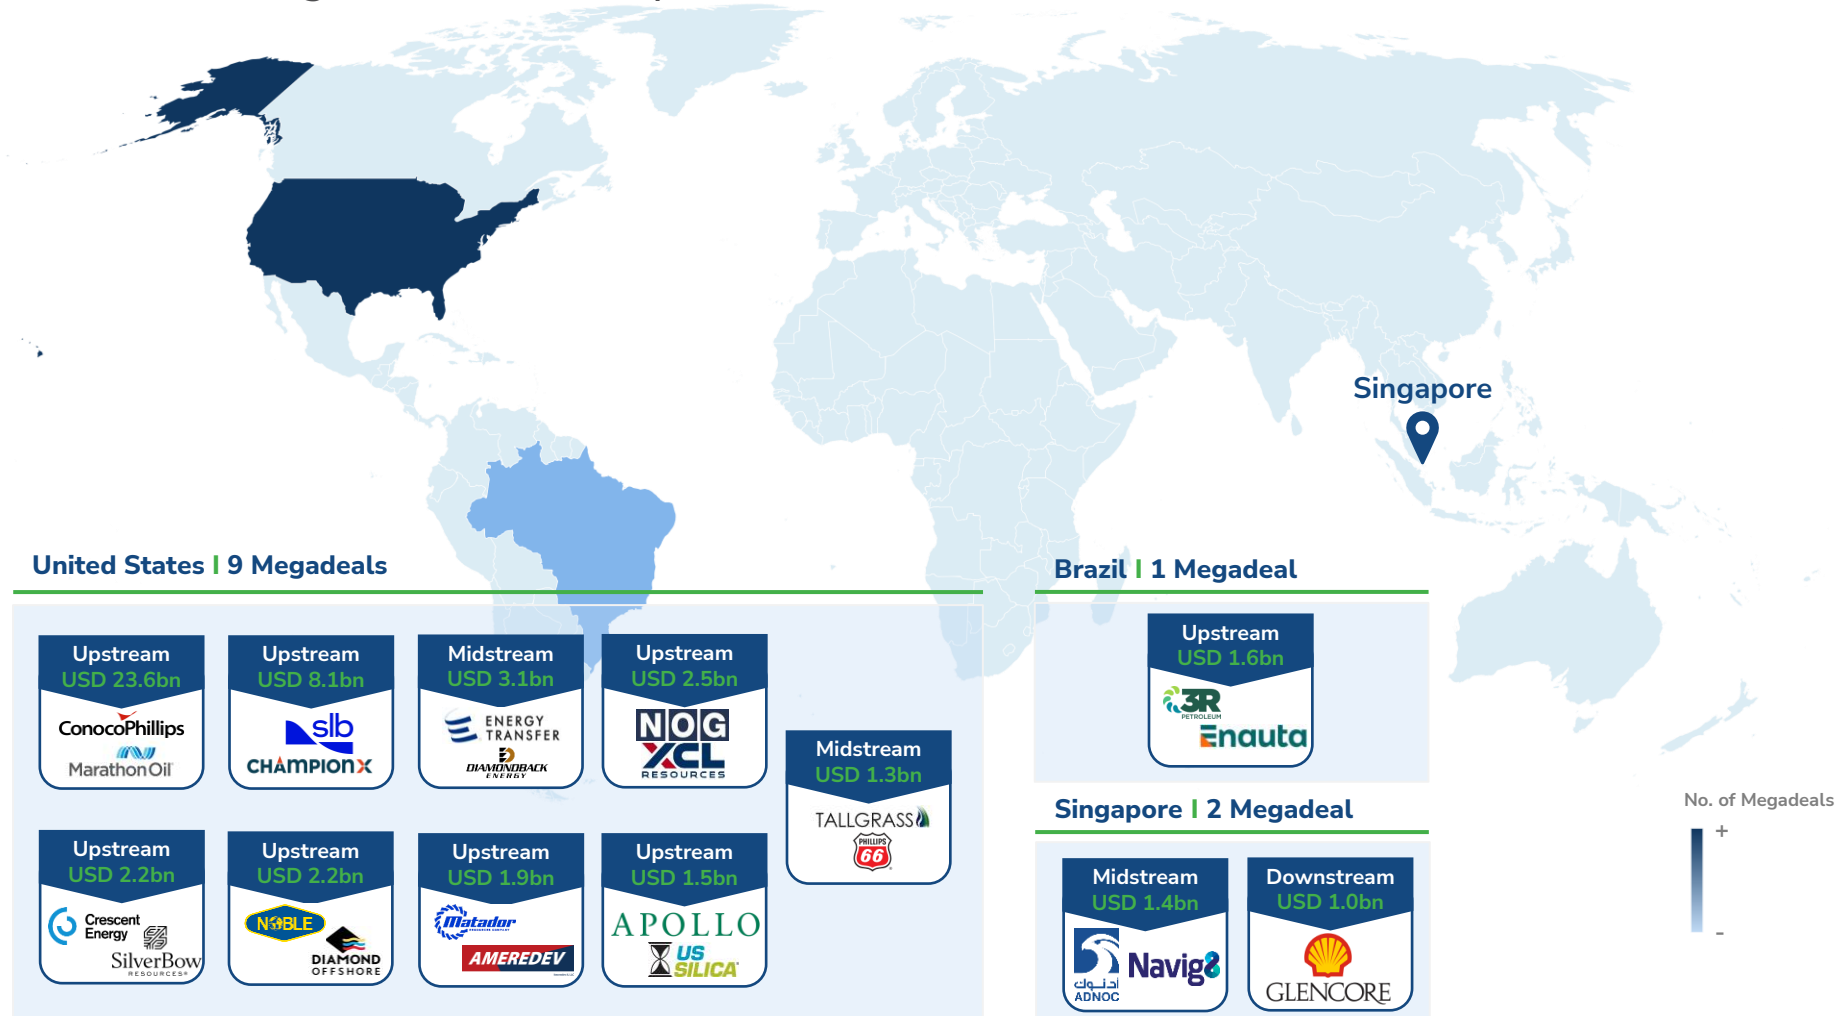 Singapore
United States I 9 Megadeals
Upstream
USD 23.6bn
ConocoPhillips
MarathonOil
Upstream
USD 8.1bn
slb
CHAMPIONX
Midstream
USD 3.1bn
ENERGY
TRANSFER
DIAMONDBACK
ENERGY
Upstream
USD 2.5bn
NOG
XCL
RESOURCES
Midstream
USD 1.3bn
TALLGRASS
PHILLIPS
66
Upstream
USD 2.2bn
Crescent
Energy
SilverBow
RESOURCES®
Upstream
USD 2.2bn
NOBLE
DIAMOND
OFFSHORE
Upstream
USD 1.9bn
Matador
AMEREDEV
Upstream
USD 1.5bn
APOLLO
US
SILICA
Brazil I 1 Megadeal
Upstream
USD 1.6bn
3R
PETROLEUM
Enauta
Singapore I 2 Megadeal
Midstream
USD 1.4bn
أدنوك
ADNOC
Navig8
Downstream
USD 1.0bn
GLENCORE
No. of Megadeals
+
-